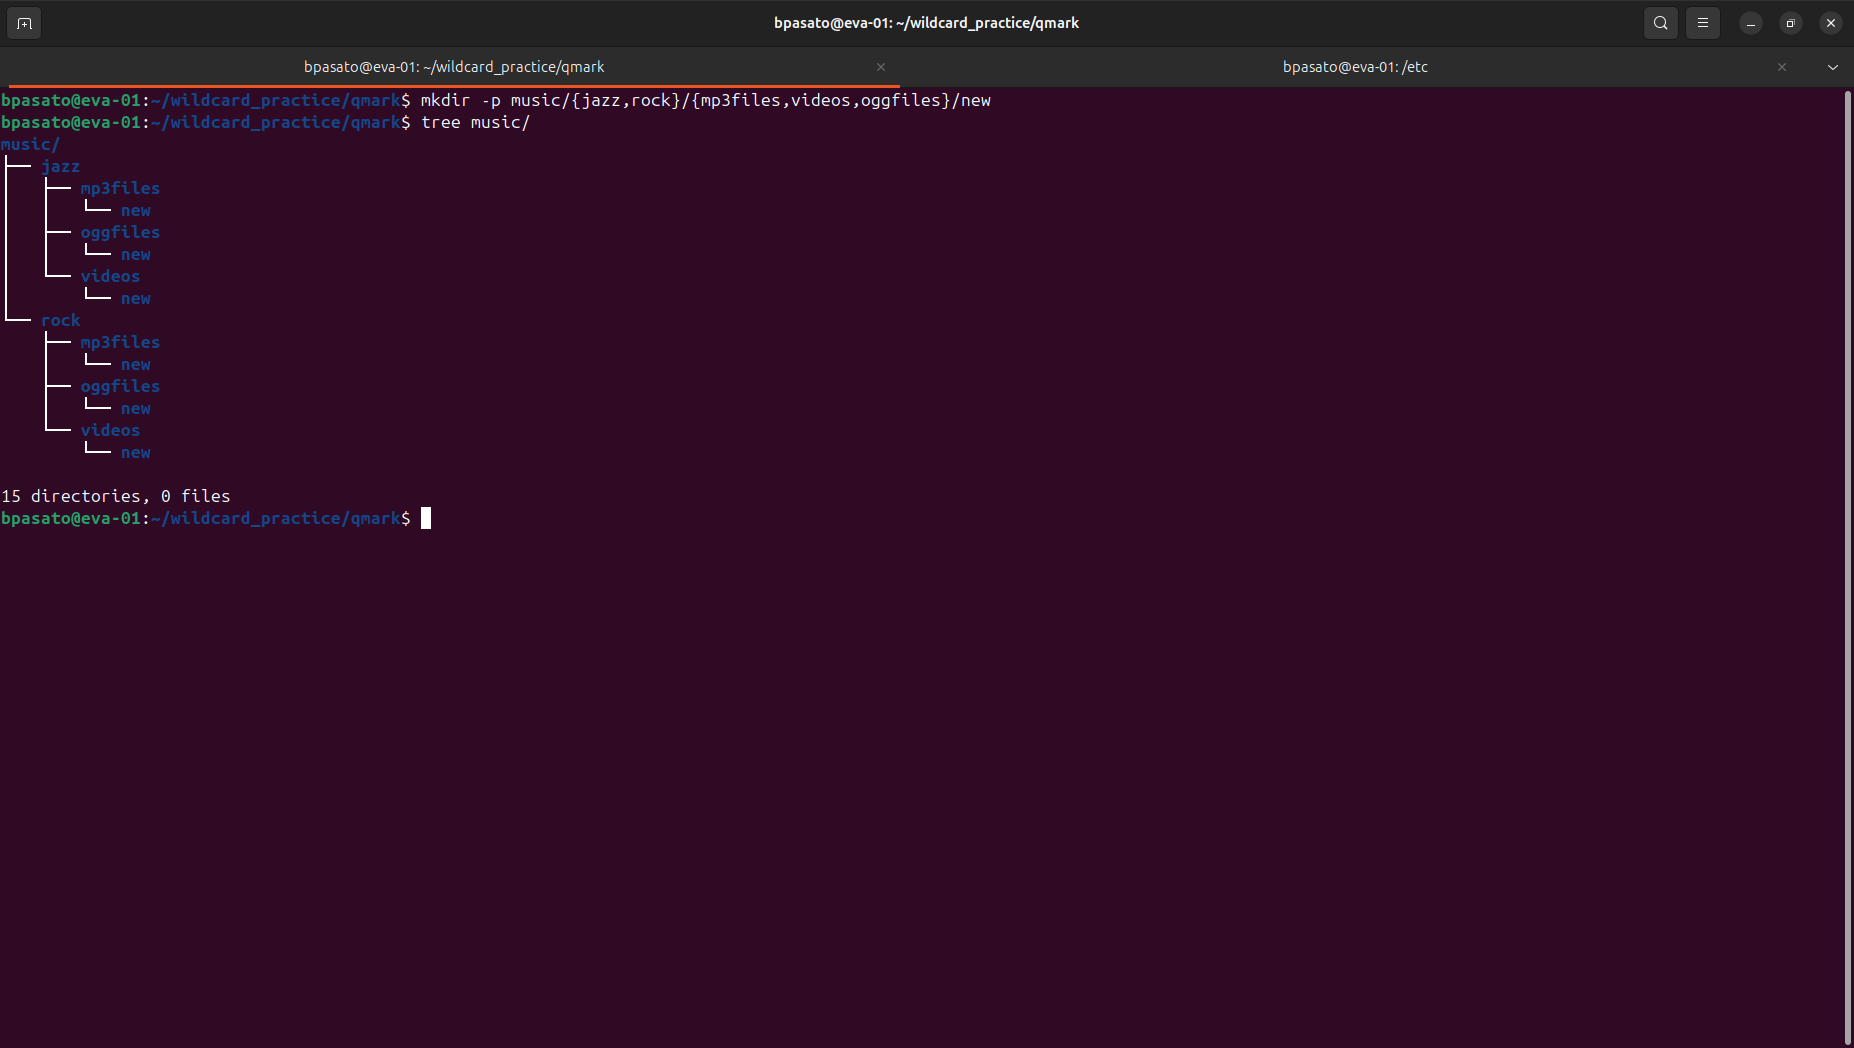 bpasato@eva-01: ~/wildcard_practice/qmark
bpasato@eva-01: ~/wildcard_practice/qmark
bpasato@eva-01: /etc
bpasato@eva-01:~/wildcard_practice/qmark$ mkdir -p music/{jazz,rock}/{mp3files,videos,oggfiles}/new
bpasato@eva-01:~/wildcard_practice/qmark$ tree music/
music/
├── jazz
│   ├── mp3files
│   │   └── new
│   ├── oggfiles
│   │   └── new
│   └── videos
│       └── new
└── rock
    ├── mp3files
    │   └── new
    ├── oggfiles
    │   └── new
    └── videos
        └── new
15 directories, 0 files
bpasato@eva-01:~/wildcard_practice/qmark$